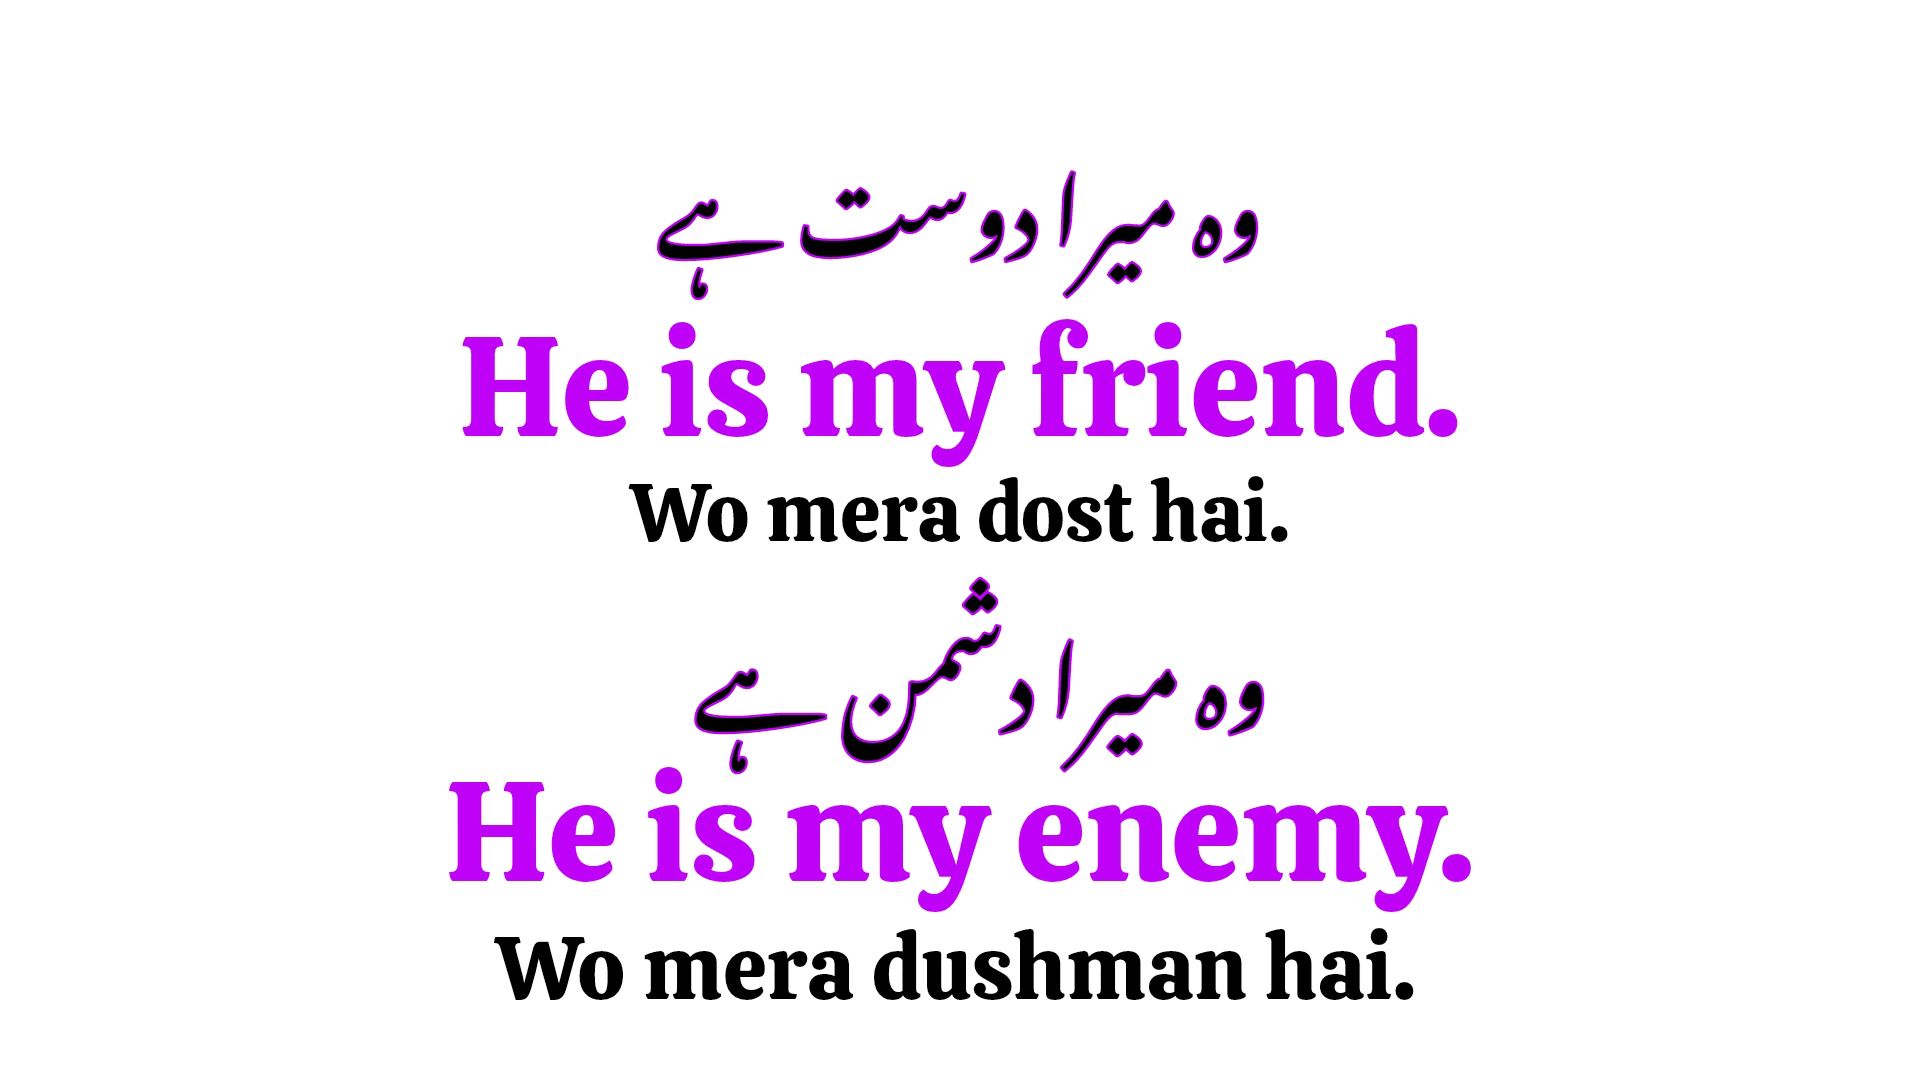 وہ میرا دوست ہے
He is my friend.
Wo mera dost hai.
وہ میرا دشمن ہے
He is my enemy.
Wo mera dushman hai.